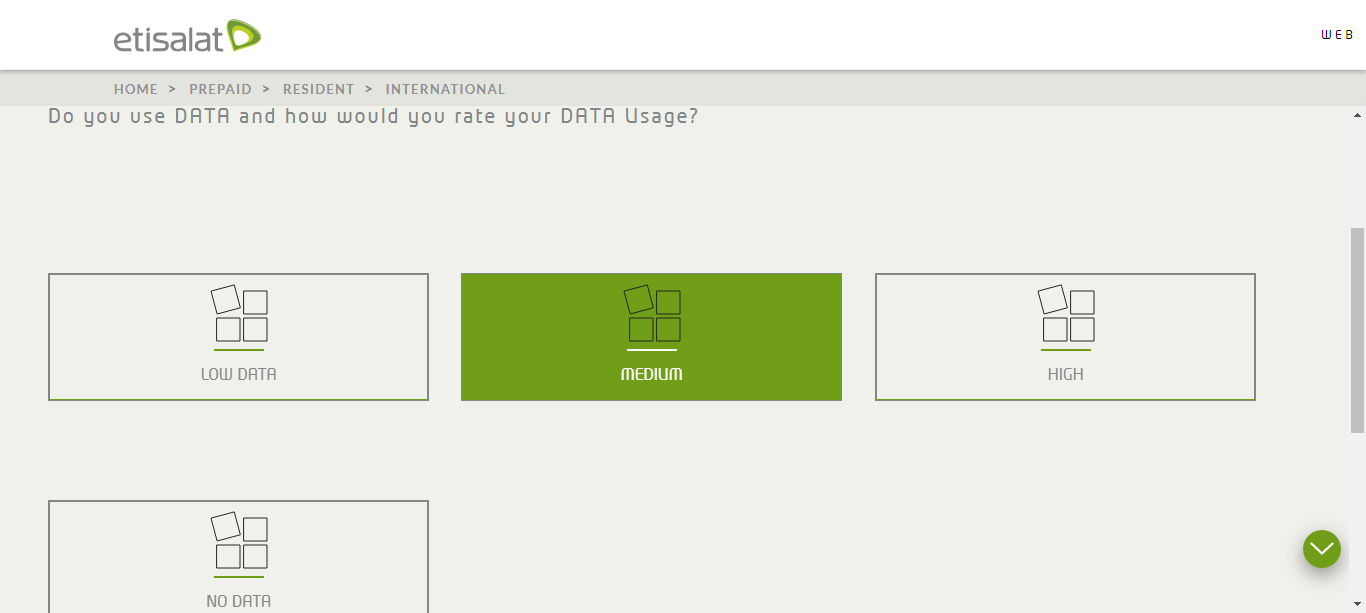 etisalat
WEB
HOME > PREPAID > RESIDENT > INTERNATIONAL
Do you use DATA and how would you rate your DATA Usage?
LOW DATA
MEDIUM
HIGH
NO DATA